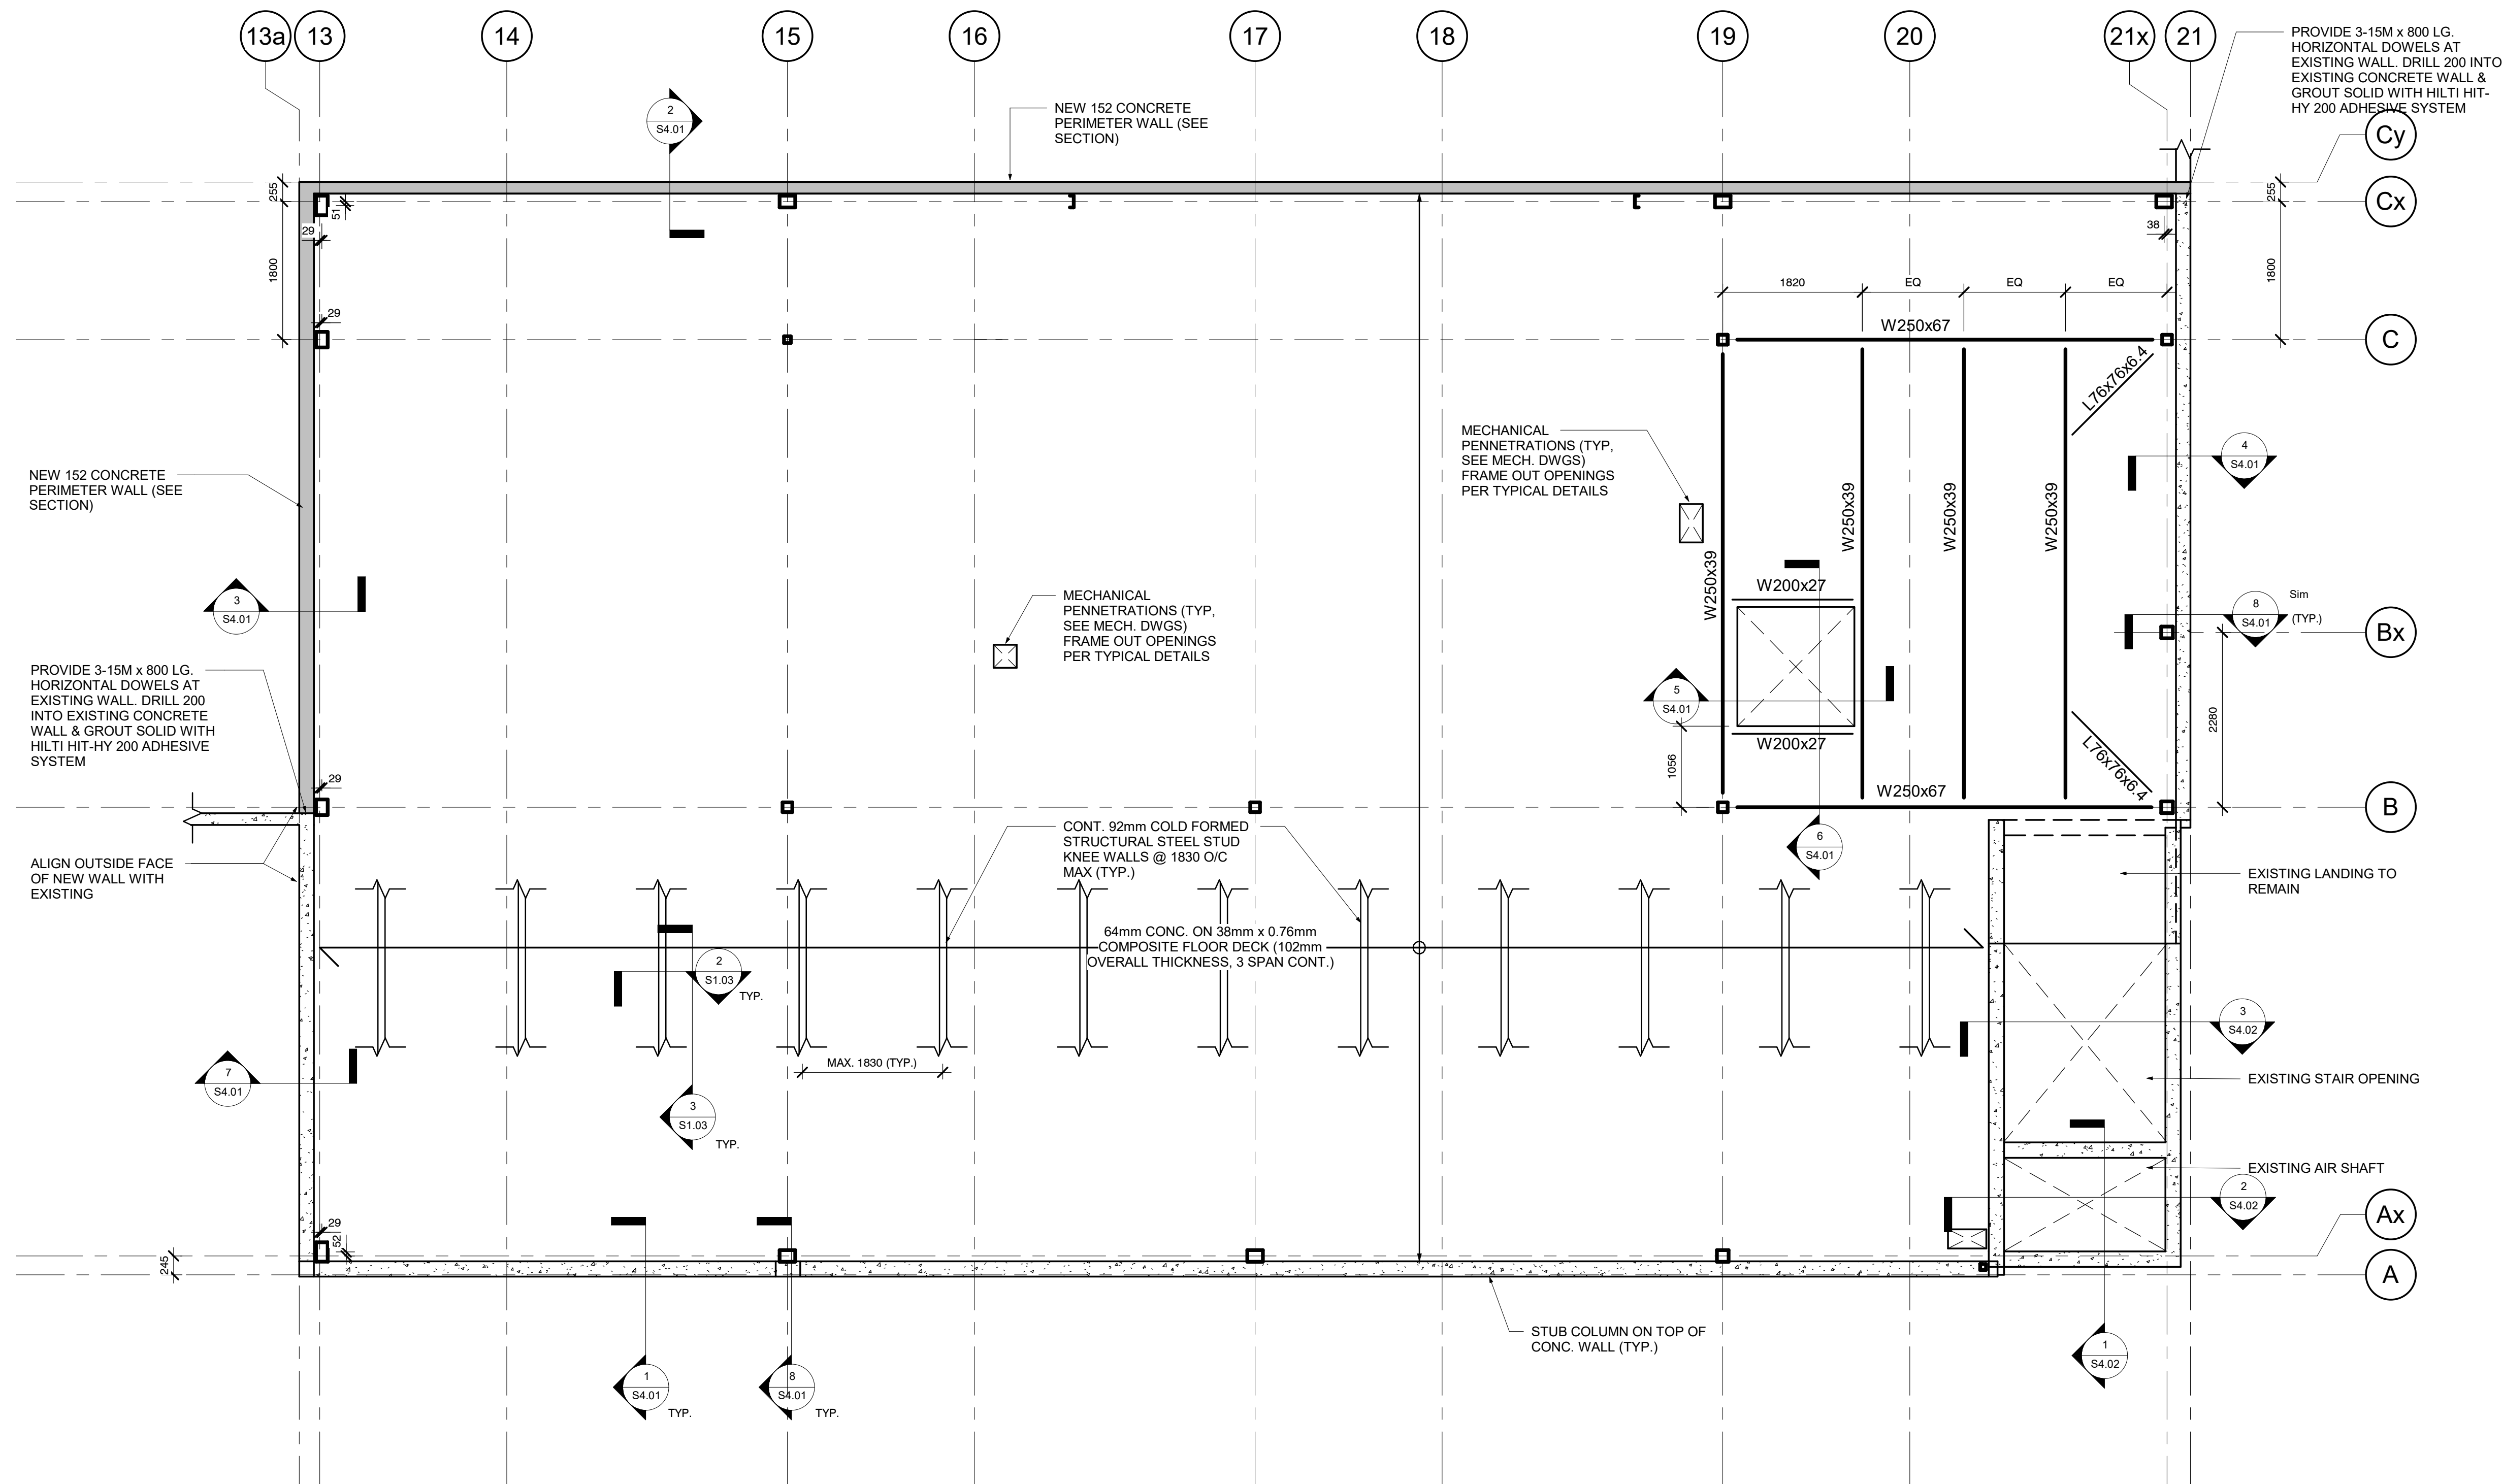 13a
13
14
15
16
17
18
19
20
21x
21
PROVIDE 3-15M x 800 LG.
HORIZONTAL DOWELS AT
EXISTING WALL. DRILL 200 INTO
EXISTING CONCRETE WALL &
GROUT SOLID WITH HILTI HIT-
HY 200 ADHESIVE SYSTEM
2
S4.01
NEW 152 CONCRETE
PERIMETER WALL (SEE
SECTION)
Cy
255
51
29
1800
29
255
Cx
38
1800
1820
EQ
EQ
EQ
W250x67
C
L76x76x6.4
MECHANICAL
PENNETRATIONS (TYP,
SEE MECH. DWGS)
FRAME OUT OPENINGS
PER TYPICAL DETAILS
4
S4.01
NEW 152 CONCRETE
PERIMETER WALL (SEE
SECTION)
W250x39
W250x39
W250x39
W250x39
3
S4.01
MECHANICAL
PENNETRATIONS (TYP,
SEE MECH. DWGS)
FRAME OUT OPENINGS
PER TYPICAL DETAILS
W200x27
8
S4.01
Sim
(TYP.)
Bx
PROVIDE 3-15M x 800 LG.
HORIZONTAL DOWELS AT
EXISTING WALL. DRILL 200
INTO EXISTING CONCRETE
WALL & GROUT SOLID WITH
HILTI HIT-HY 200 ADHESIVE
SYSTEM
5
S4.01
W200x27
1056
2280
L76x76x6.4
29
W250x67
B
CONT. 92mm COLD FORMED
STRUCTURAL STEEL STUD
KNEE WALLS @ 1830 O/C
MAX (TYP.)
6
S4.01
ALIGN OUTSIDE FACE
OF NEW WALL WITH
EXISTING
EXISTING LANDING TO
REMAIN
64mm CONC. ON 38mm x 0.76mm
COMPOSITE FLOOR DECK (102mm
OVERALL THICKNESS, 3 SPAN CONT.)
2
S1.03
TYP.
3
S4.02
7
S4.01
MAX. 1830 (TYP.)
EXISTING STAIR OPENING
3
S1.03
TYP.
EXISTING AIR SHAFT
2
S4.02
29
52
Ax
245
A
STUB COLUMN ON TOP OF
CONC. WALL (TYP.)
1
S4.02
1
S4.01
TYP.
8
S4.01
TYP.